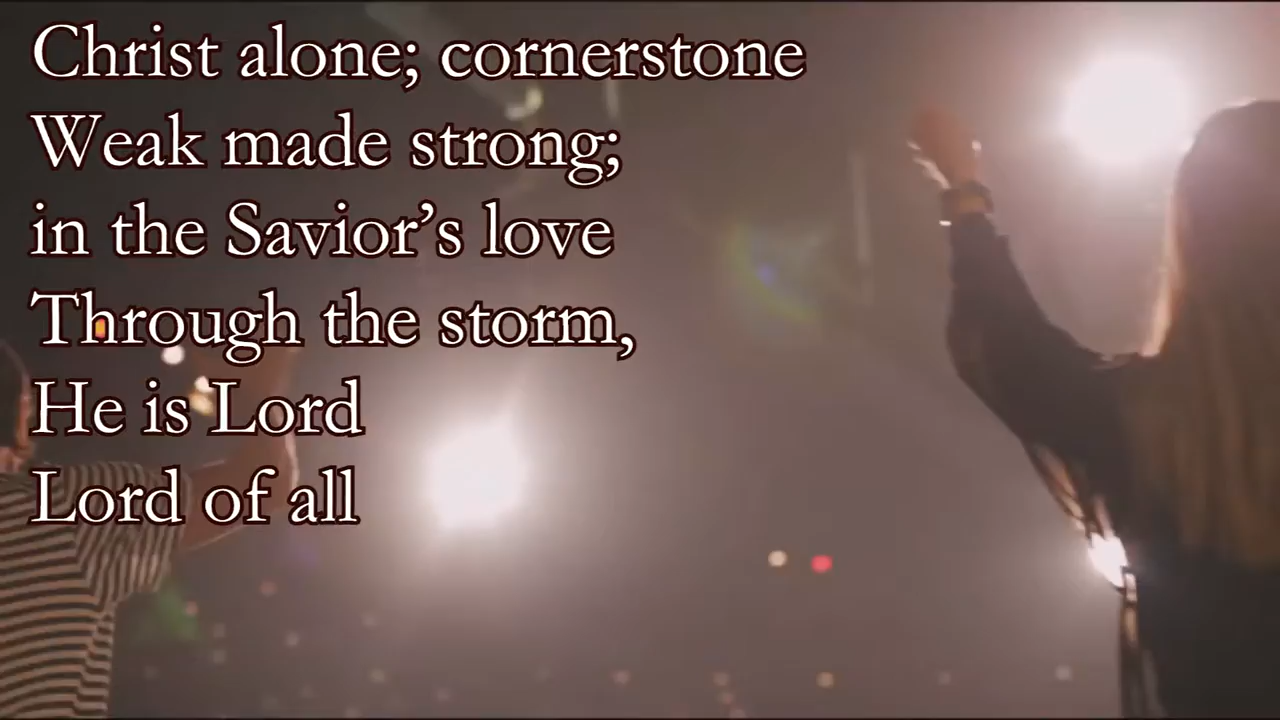 Christ alone; cornerstone
Weak made strong;
in the Savior’s love
Through the storm,
He is Lord
Lord of all